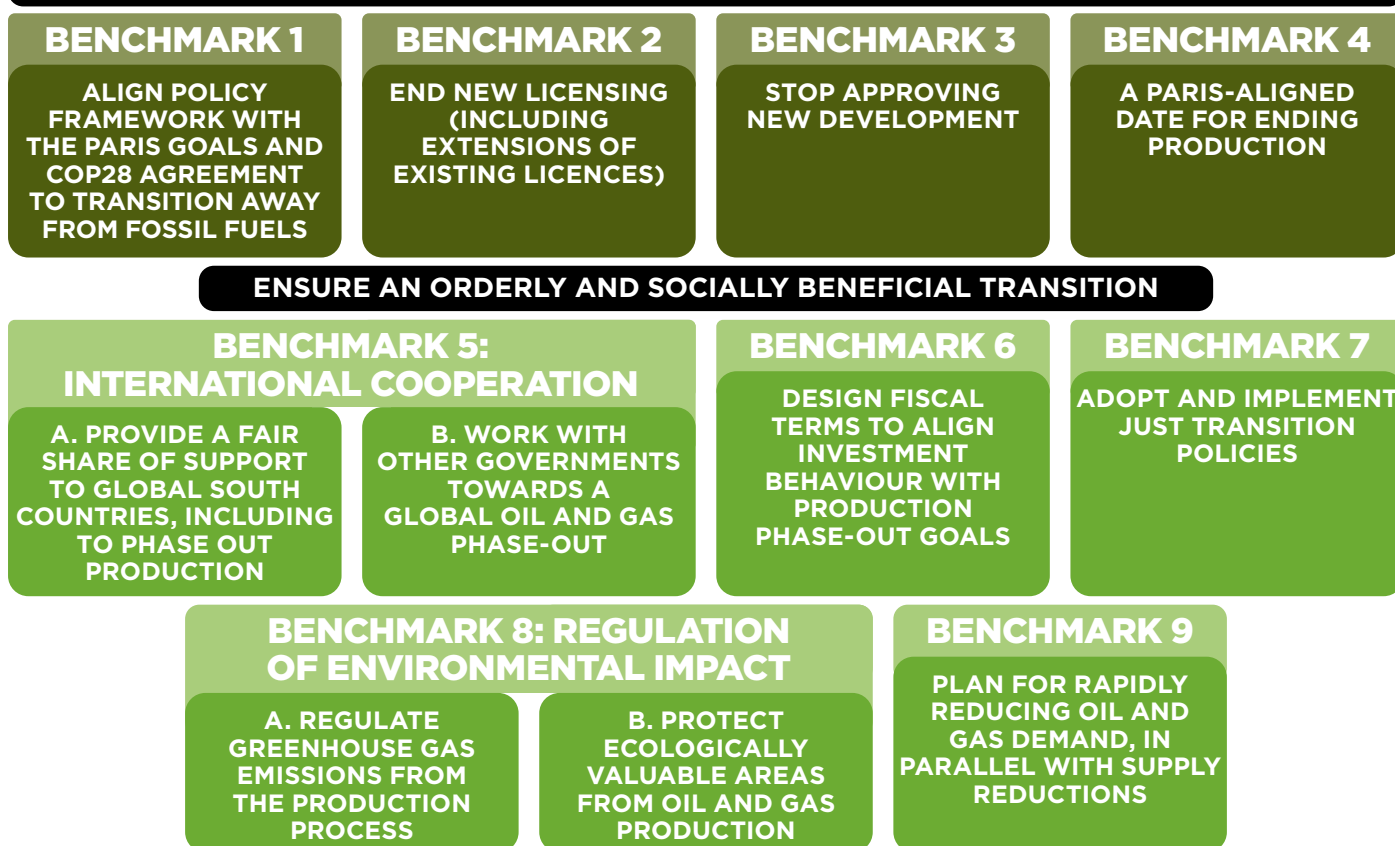 BENCHMARK 1
ALIGN POLICY
FRAMEWORK WITH
THE PARIS GOALS AND
COP28 AGREEMENT
TO TRANSITION AWAY
FROM FOSSIL FUELS
BENCHMARK 2
END NEW LICENSING
(INCLUDING
EXTENSIONS OF
EXISTING LICENCES)
BENCHMARK 3
STOP APPROVING
NEW DEVELOPMENT
BENCHMARK 4
A PARIS-ALIGNED
DATE FOR ENDING
PRODUCTION
ENSURE AN ORDERLY AND SOCIALLY BENEFICIAL TRANSITION
BENCHMARK 5:
INTERNATIONAL COOPERATION
A. PROVIDE A FAIR
SHARE OF SUPPORT
TO GLOBAL SOUTH
COUNTRIES, INCLUDING
TO PHASE OUT
PRODUCTION
B. WORK WITH
OTHER GOVERNMENTS
TOWARDS A
GLOBAL OIL AND GAS
PHASE-OUT
BENCHMARK 6
DESIGN FISCAL
TERMS TO ALIGN
INVESTMENT
BEHAVIOUR WITH
PRODUCTION
PHASE-OUT GOALS
BENCHMARK 7
ADOPT AND IMPLEMENT
JUST TRANSITION
POLICIES
BENCHMARK 8: REGULATION
OF ENVIRONMENTAL IMPACT
A. REGULATE
GREENHOUSE GAS
EMISSIONS FROM
THE PRODUCTION
PROCESS
B. PROTECT
ECOLOGICALLY
VALUABLE AREAS
FROM OIL AND GAS
PRODUCTION
BENCHMARK 9
PLAN FOR RAPIDLY
REDUCING OIL AND
GAS DEMAND, IN
PARALLEL WITH SUPPLY
REDUCTIONS